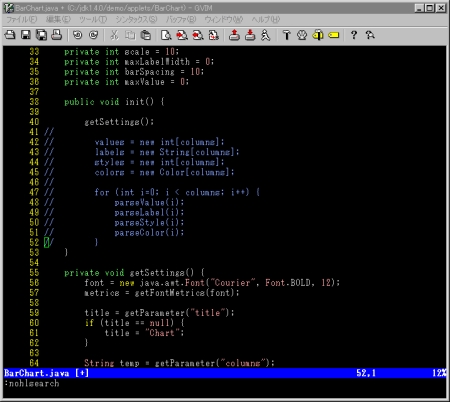 BarChart.java + (C:/jdk1.4.0/demo/applets/BarChart) - GVIM
ファイル(F) 編集(E) ツール(T) シンタックス(S) バッファ(B) ウィンドウ(W) ヘルプ(H)
33 private int scale = 10;
34 private int maxLabelWidth = 0;
35 private int barSpacing = 10;
36 private int maxValue = 0;
37
38 public void init() {
39
40 getSettings();
41 //
42 // values = new int[columns];
43 // labels = new String[columns];
44 // styles = new int[columns];
45 // colors = new Color[columns];
46 //
47 // for (int i=0; i < columns; i++) {
48 // parseValue(i);
49 // parseLabel(i);
50 // parseStyle(i);
51 // parseColor(i);
52 // }
53 }
54
55 private void getSettings() {
56 font = new java.awt.Font("Courier", Font.BOLD, 12);
57 metrics = getFontMetrics(font);
58
59 title = getParameter("title");
60 if (title == null) {
61 title = "Chart";
62 }
63
64 String temp = getParameter("columns");
BarChart.java [+] 52,1 12%
:nohlsearch